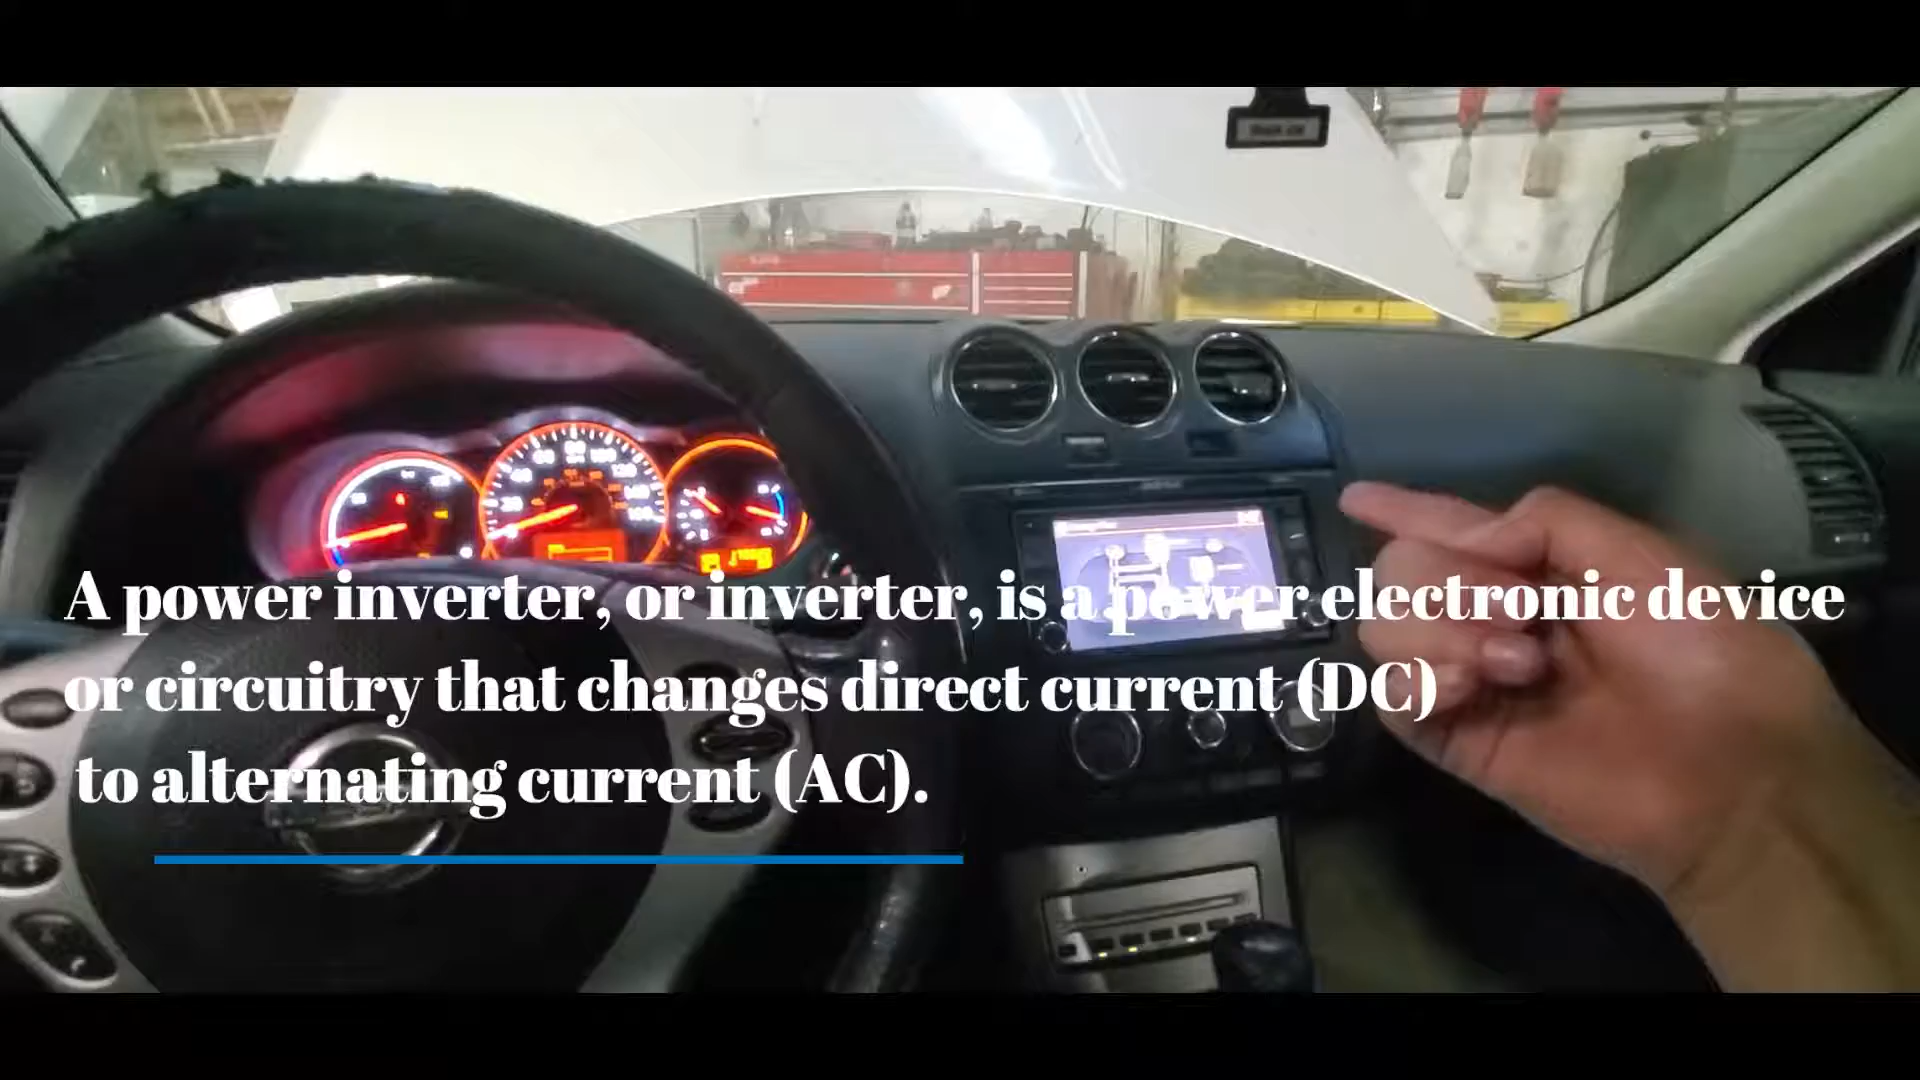 A power inverter, or inverter, is a power electronic device
or circuitry that changes direct current (DC)
to alternating current (AC).